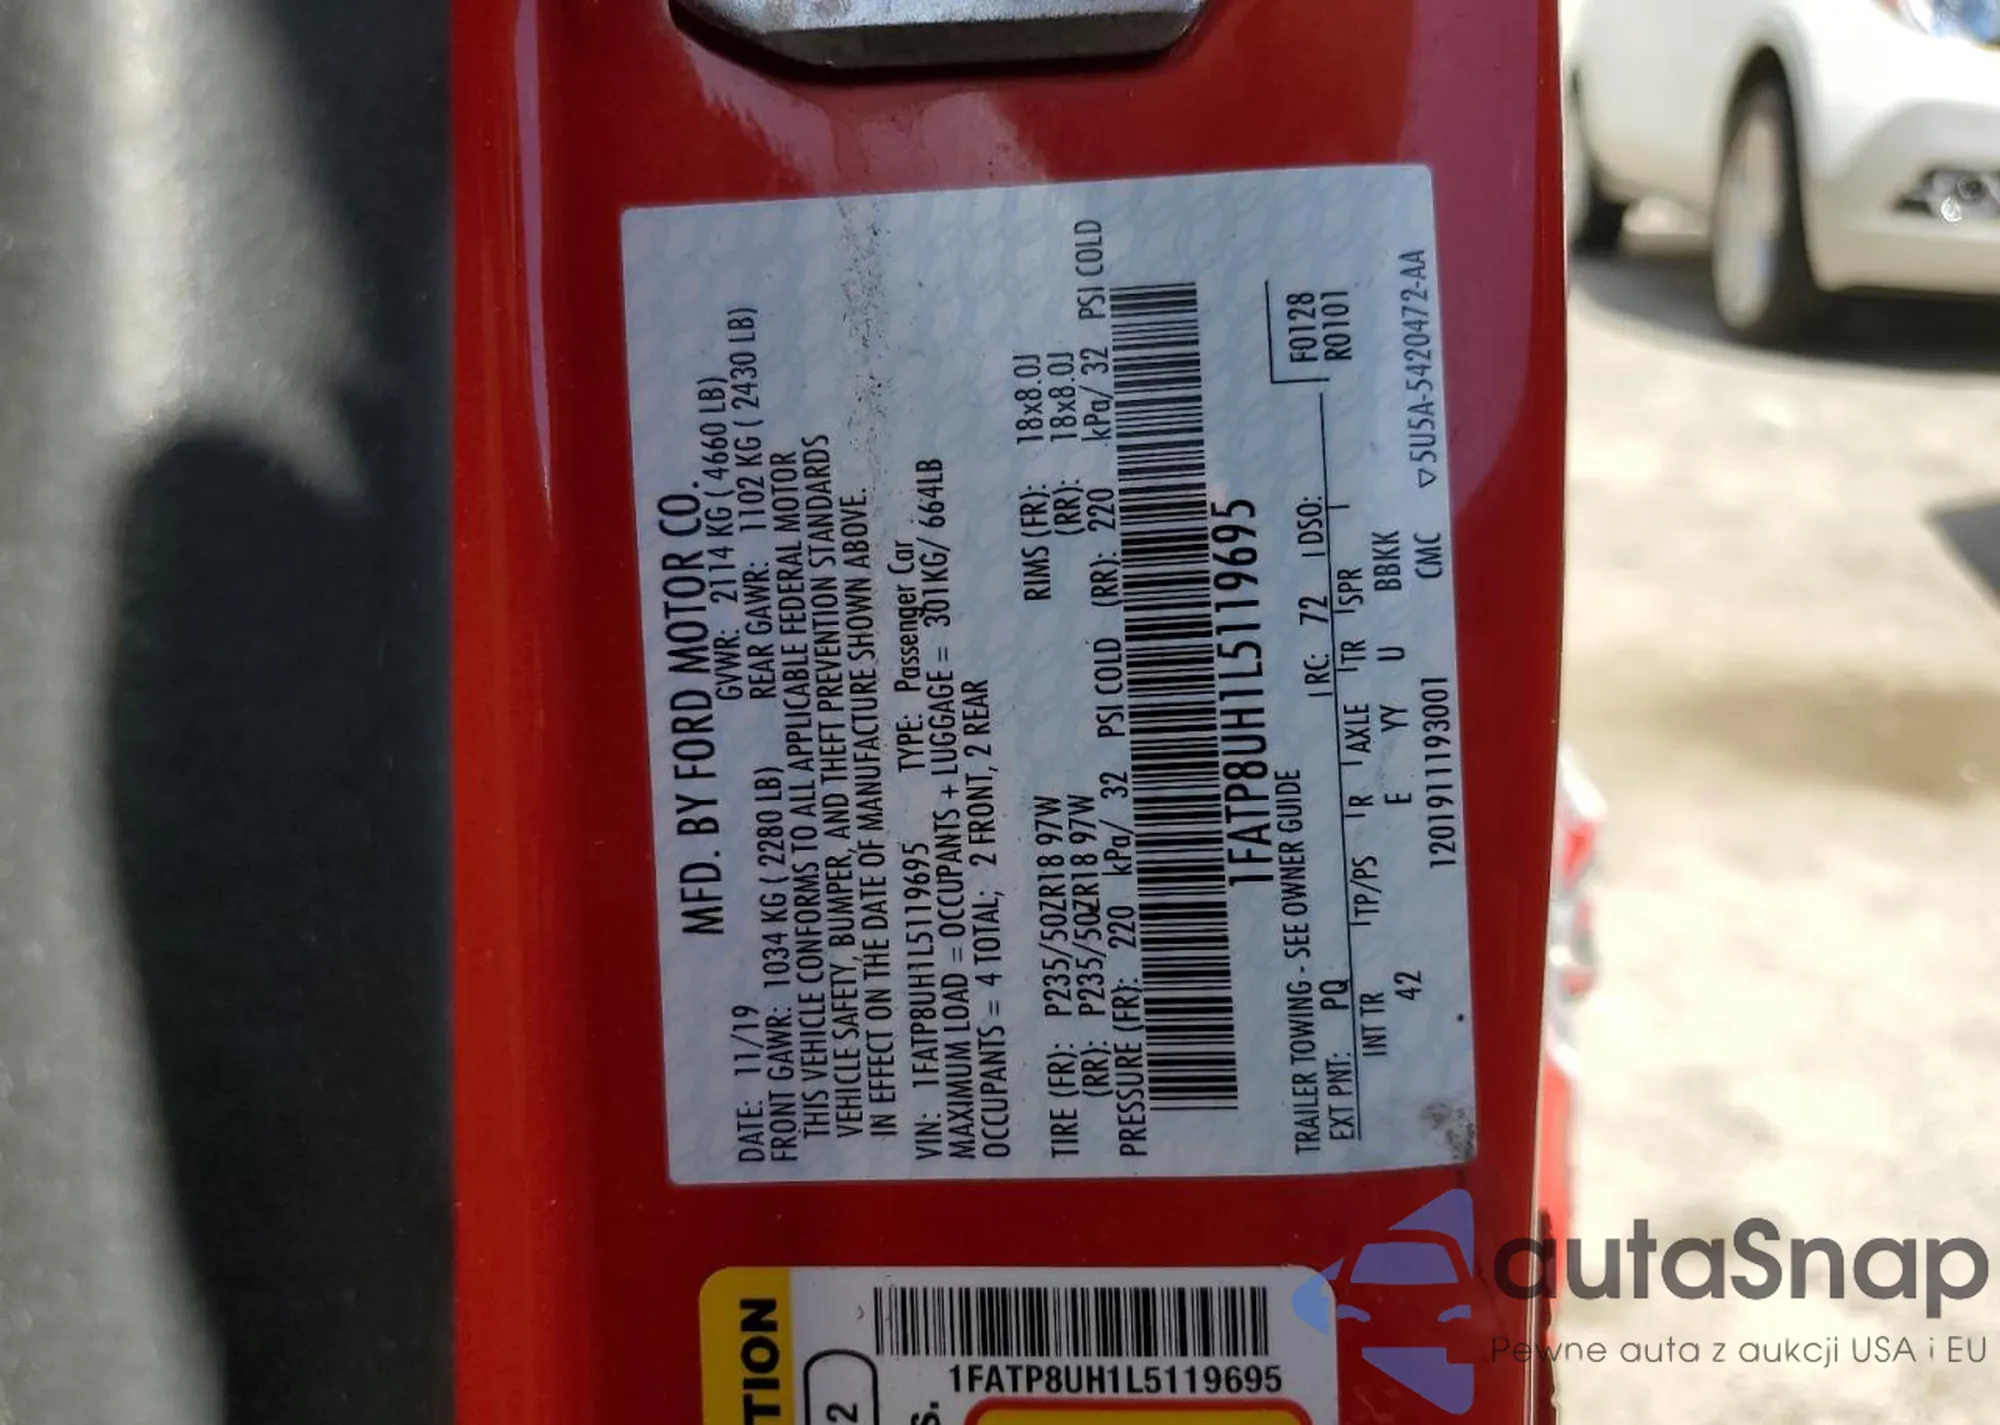 MFD. BY FORD MOTOR CO.
DATE: 11/19 GVWR: 2114 KG ( 4660 LB)
FRONT GAWR: 1034 KG ( 2280 LB) REAR GAWR: 1102 KG ( 2430 LB)
THIS VEHICLE CONFORMS TO ALL APPLICABLE FEDERAL MOTOR
VEHICLE SAFETY, BUMPER, AND THEFT PREVENTION STANDARDS
IN EFFECT ON THE DATE OF MANUFACTURE SHOWN ABOVE.
VIN: 1FATP8UH1L5119695 TYPE: Passenger Car
MAXIMUM LOAD = OCCUPANTS + LUGGAGE = 301KG/ 664LB
OCCUPANTS = 4 TOTAL; 2 FRONT, 2 REAR
TIRE (FR): P235/50ZR18 97W RIMS (FR): 18x8.0J
(RR): P235/50ZR18 97W (RR): 18x8.0J
PRESSURE (FR): 220 kPa/ 32 PSI COLD (RR): 220 kPa/ 32 PSI COLD
1FATP8UH1L5119695
TRAILER TOWING - SEE OWNER GUIDE
F0128
EXT PNT: PQ RC: 72 DSO: R0101
INT TR TP/PS R AXLE TR SPR
42 E YY U BBKK
1201911193001 CMC ▽5U5A-5420472-AA
TION
2
1FATP8UH1L5119695
s.
autaSnap
Pewne auta z aukcji USA i EU